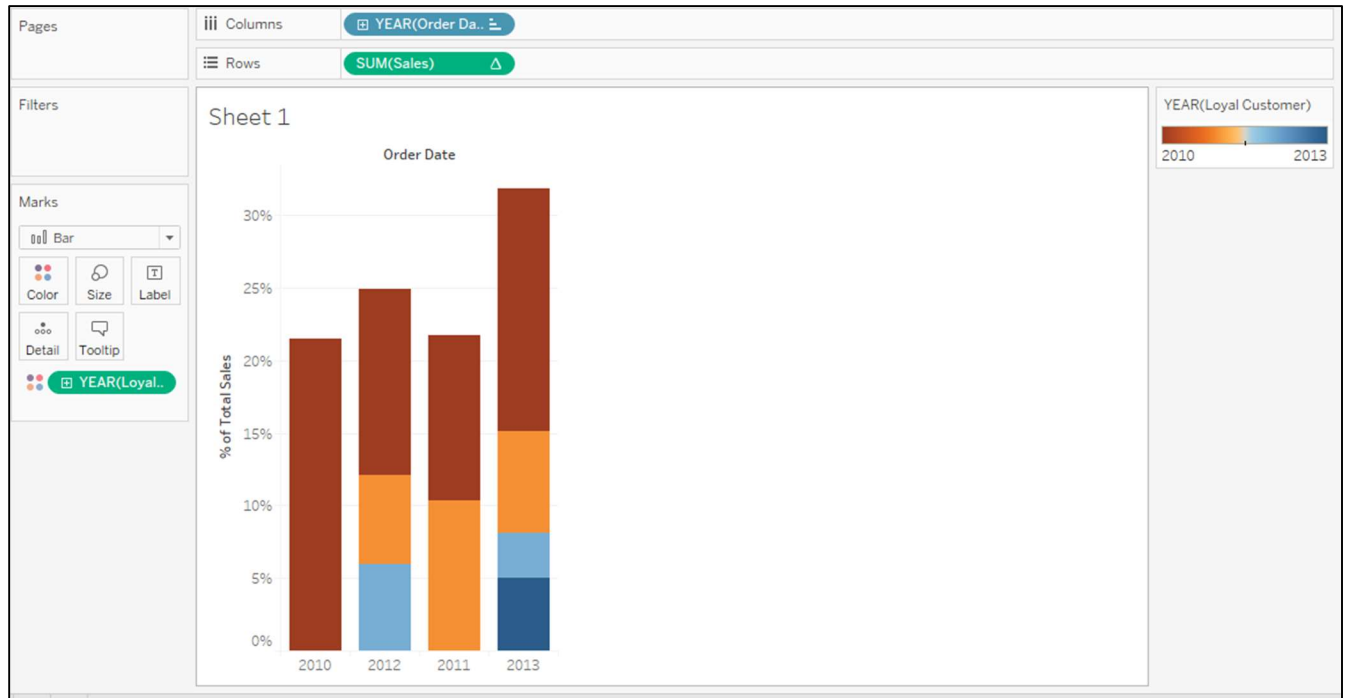 Pages
Columns
YEAR(Order Da..
Rows
SUM(Sales) Δ
Filters
Marks
Bar
Color Size Label
Detail Tooltip
YEAR(Loyal..
Sheet 1
Order Date
% of Total Sales
30%
25%
20%
15%
10%
5%
0%
2010 2012 2011 2013
YEAR(Loyal Customer)
2010 2013